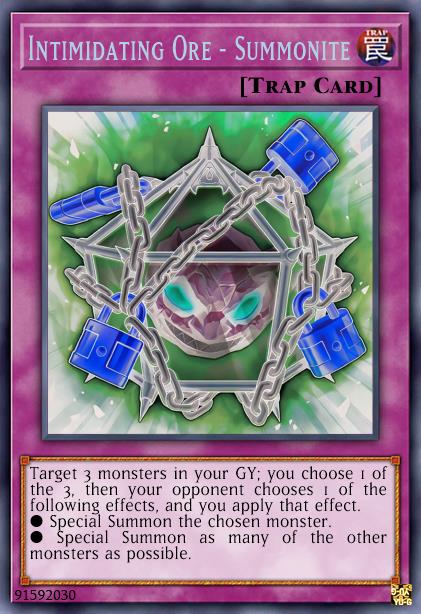 Intimidating Ore - Summonite
TRAP
罠
[Trap Card]
Target 3 monsters in your GY; you choose 1 of
the 3, then your opponent chooses 1 of the
following effects, and you apply that effect.
● Special Summon the chosen monster.
● Special Summon as many of the other
monsters as possible.
91592030